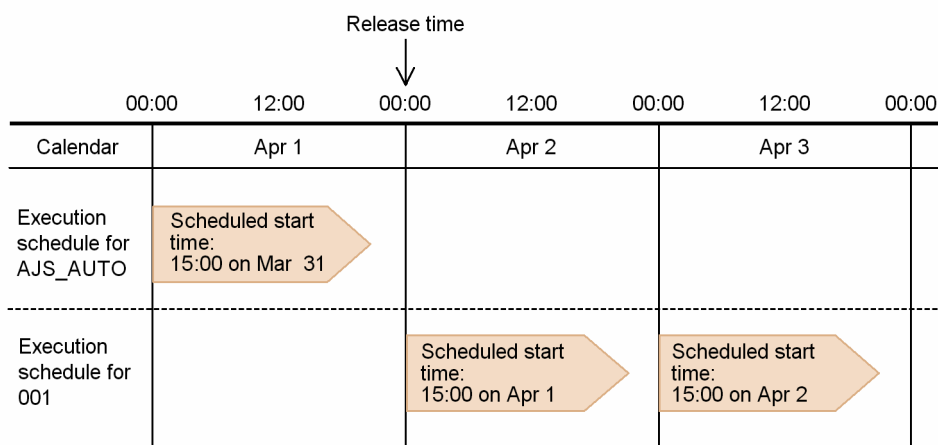 Release time
00:00 12:00 00:00 12:00 00:00 12:00 00:00
Calendar Apr 1 Apr 2 Apr 3
Execution
schedule for
AJS_AUTO
Scheduled start
time:
15:00 on Mar 31
Execution
schedule for
001
Scheduled start
time:
15:00 on Apr 1
Scheduled start
time:
15:00 on Apr 2